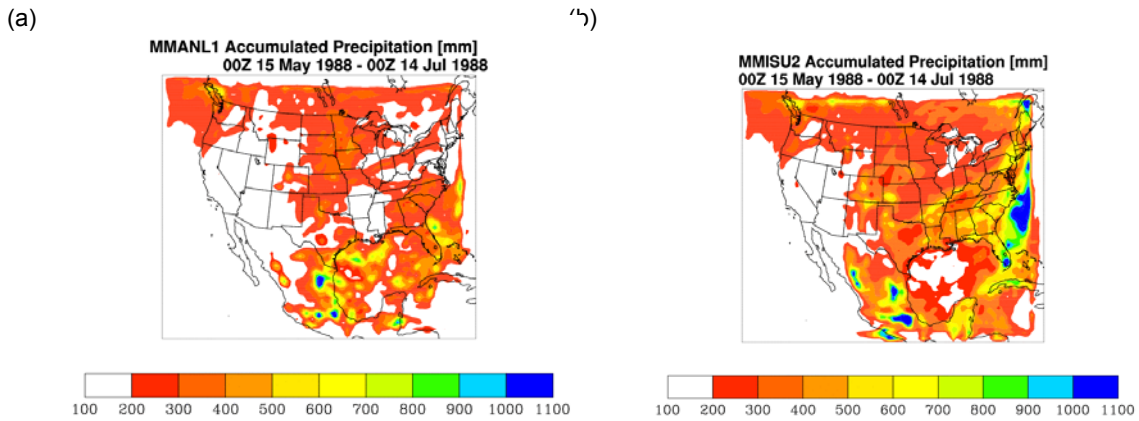 (a)
(b)
MMANL1 Accumulated Precipitation [mm]
00Z 15 May 1988 - 00Z 14 Jul 1988
MMISU2 Accumulated Precipitation [mm]
00Z 15 May 1988 - 00Z 14 Jul 1988
100 200 300 400 500 600 700 800 900 1000 1100
100 200 300 400 500 600 700 800 900 1000 1100